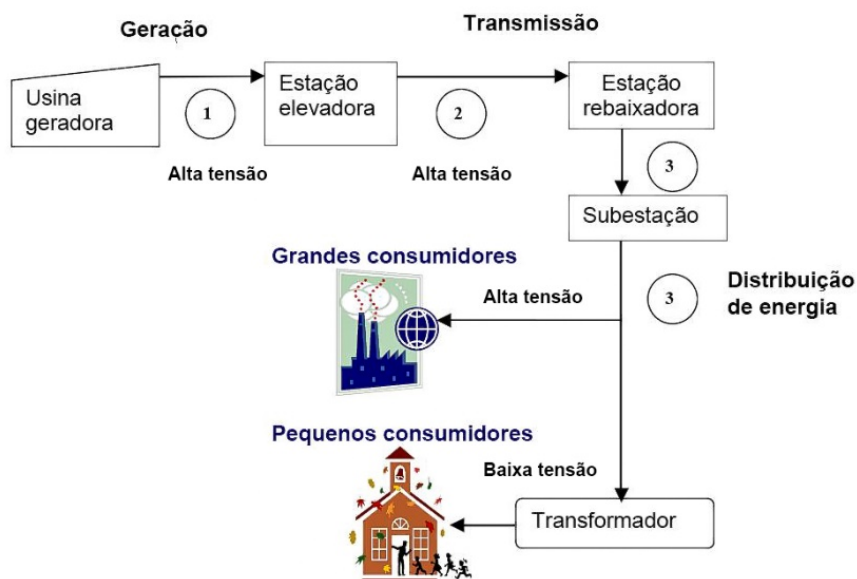 Geração
Transmissão
Usina
geradora
1
Estação
elevadora
2
Estação
rebaixadora
Alta tensão
Alta tensão
3
Subestação
Grandes consumidores
Alta tensão
3
Distribuição
de energia
Pequenos consumidores
Baixa tensão
Transformador